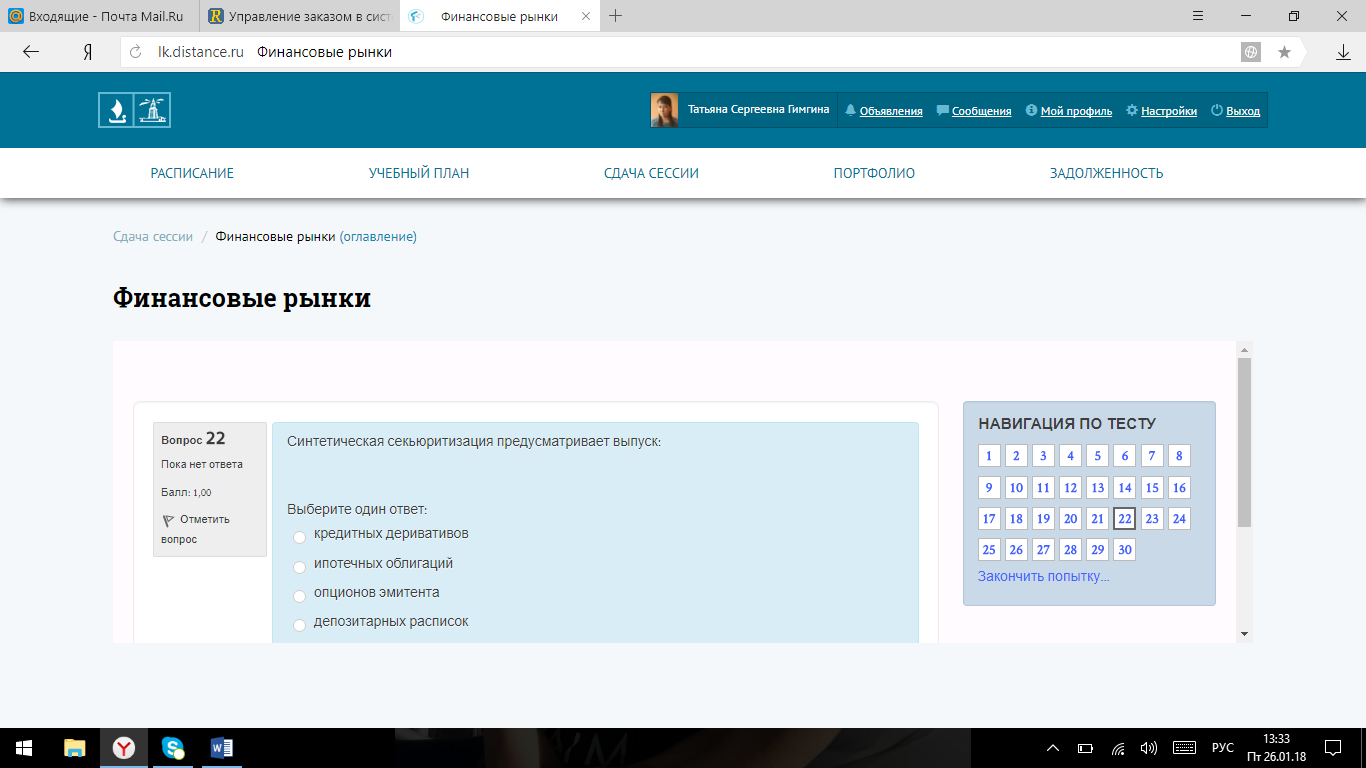 Входящие - Почта Mail.Ru
Управление заказом в сист
Финансовые рынки
lk.distance.ru Финансовые рынки
Татьяна Сергеевна Гимгина
Объявления
Сообщения
Мой профиль
Настройки
Выход
РАСПИСАНИЕ
УЧЕБНЫЙ ПЛАН
СДАЧА СЕССИИ
ПОРТФОЛИО
ЗАДОЛЖЕННОСТЬ
Сдача сессии / Финансовые рынки (оглавление)
Финансовые рынки
Вопрос 22
Пока нет ответа
Балл: 1,00
Отметить
вопрос
Синтетическая секьюритизация предусматривает выпуск:
Выберите один ответ:
кредитных деривативов
ипотечных облигаций
опционов эмитента
депозитарных расписок
НАВИГАЦИЯ ПО ТЕСТУ
1 2 3 4 5 6 7 8
9 10 11 12 13 14 15 16
17 18 19 20 21 22 23 24
25 26 27 28 29 30
Закончить попытку...
РУС
13:33
Пт 26.01.18